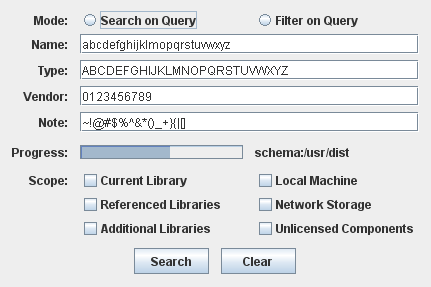 Mode: Search on Query Filter on Query
Name: abcdefghijklmopqrstuvwxyz
Type: ABCDEFGHIJKLMNOPQRSTUVWXYZ
Vendor: 0123456789
Note: ~!@#$%^&*()_+}{|[]
Progress: schema:/usr/dist
Scope: Current Library Local Machine
Referenced Libraries Network Storage
Additional Libraries Unlicensed Components
Search Clear